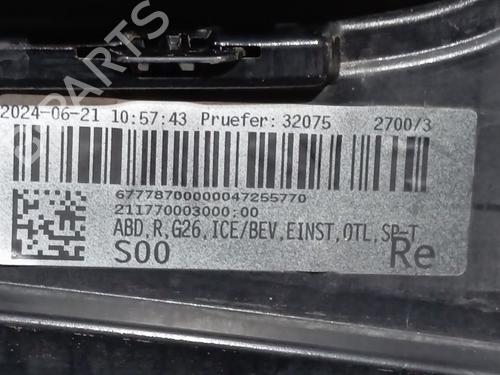 2024-06-21 10:57:43 Pruefer: 32075 2700/3
67778700000047255770
211770003000;00
ABD,R,G26,ICE/BEV,EINST,OTL,SP-T
S00
Re